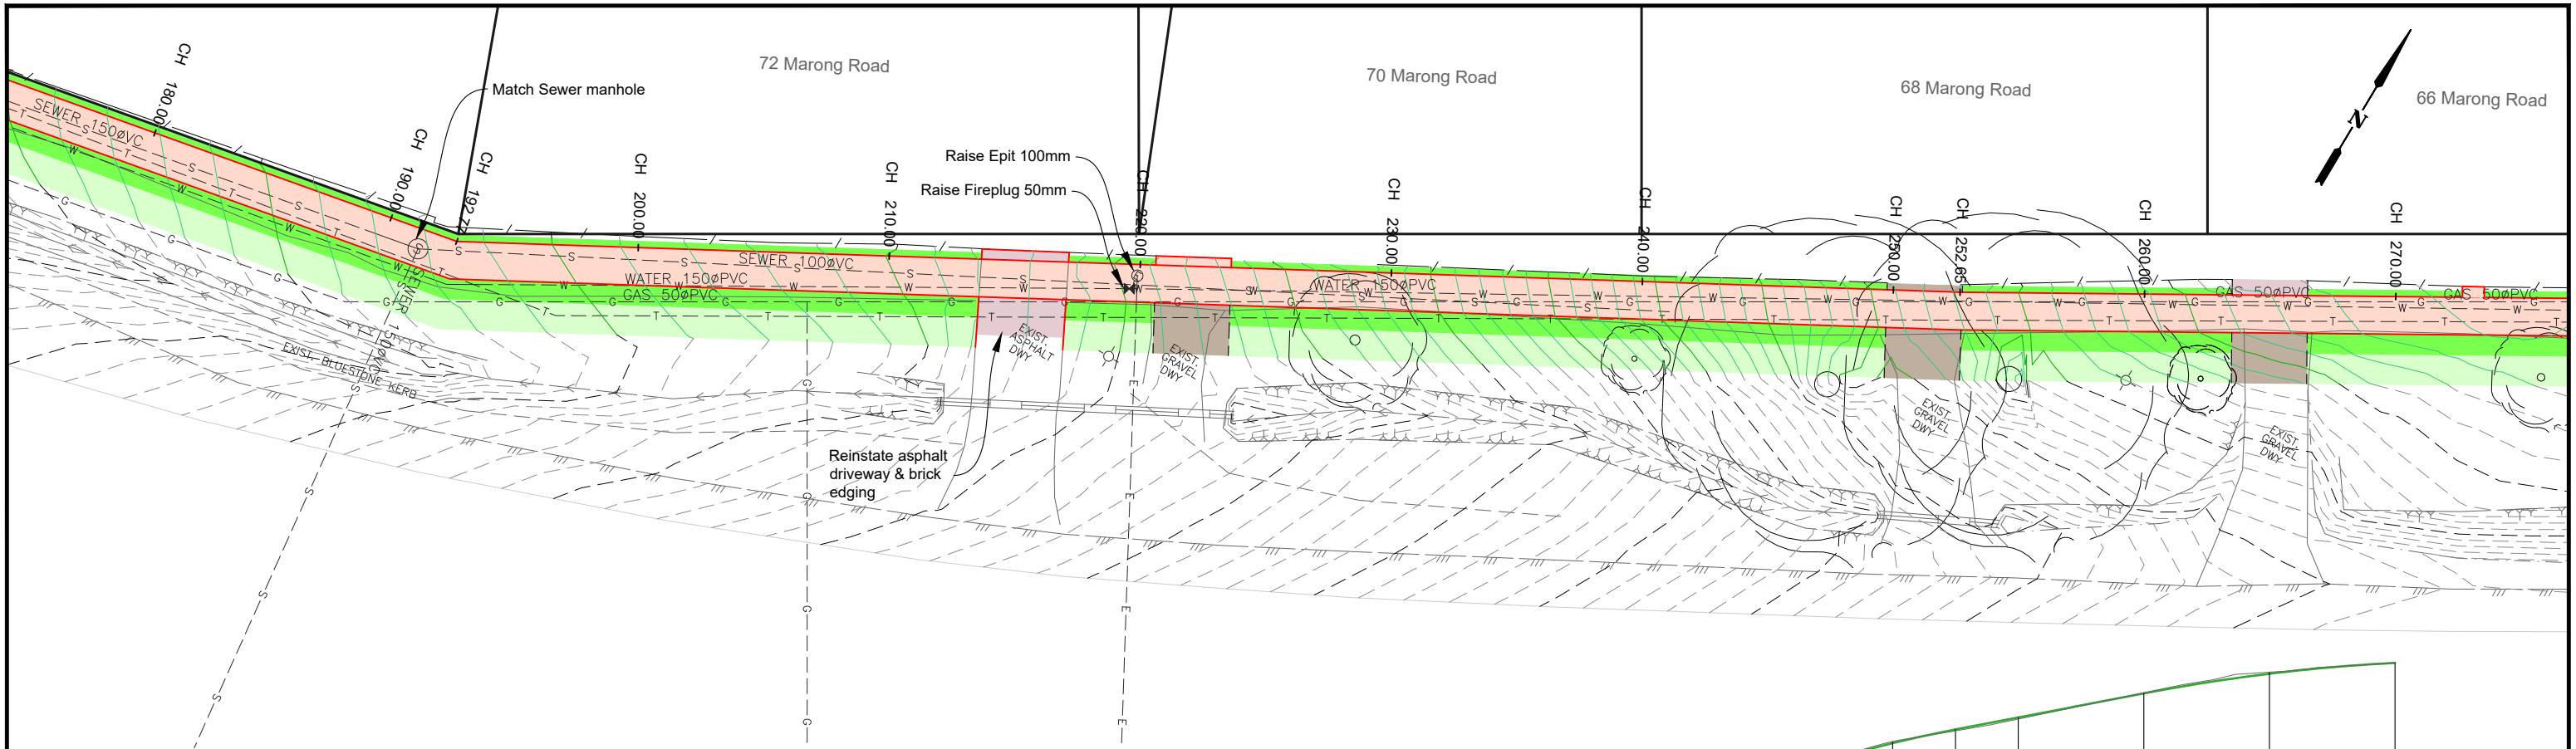 72 Marong Road
70 Marong Road
68 Marong Road
66 Marong Road
N
CH 180.00
CH 190.00
CH 192.77
CH 200.00
CH 210.00
CH 220.00
CH 230.00
CH 240.00
CH 250.00
CH 252.65
CH 260.00
CH 270.00
Match Sewer manhole
Raise Epit 100mm
Raise Fireplug 50mm
SEWER 150øVC
SEWER 100øVC
WATER 150øPVC
GAS 50øPVC
WATER 150øPVC
GAS 50øPVC
GAS 50øPVC
SEWER 150øVC
EXIST. BLUESTONE KERB
EXIST.
ASPHALT
DWY
EXIST.
GRAVEL
DWY
EXIST.
GRAVEL
DWY
EXIST.
GRAVEL
DWY
Reinstate asphalt
driveway & brick
edging